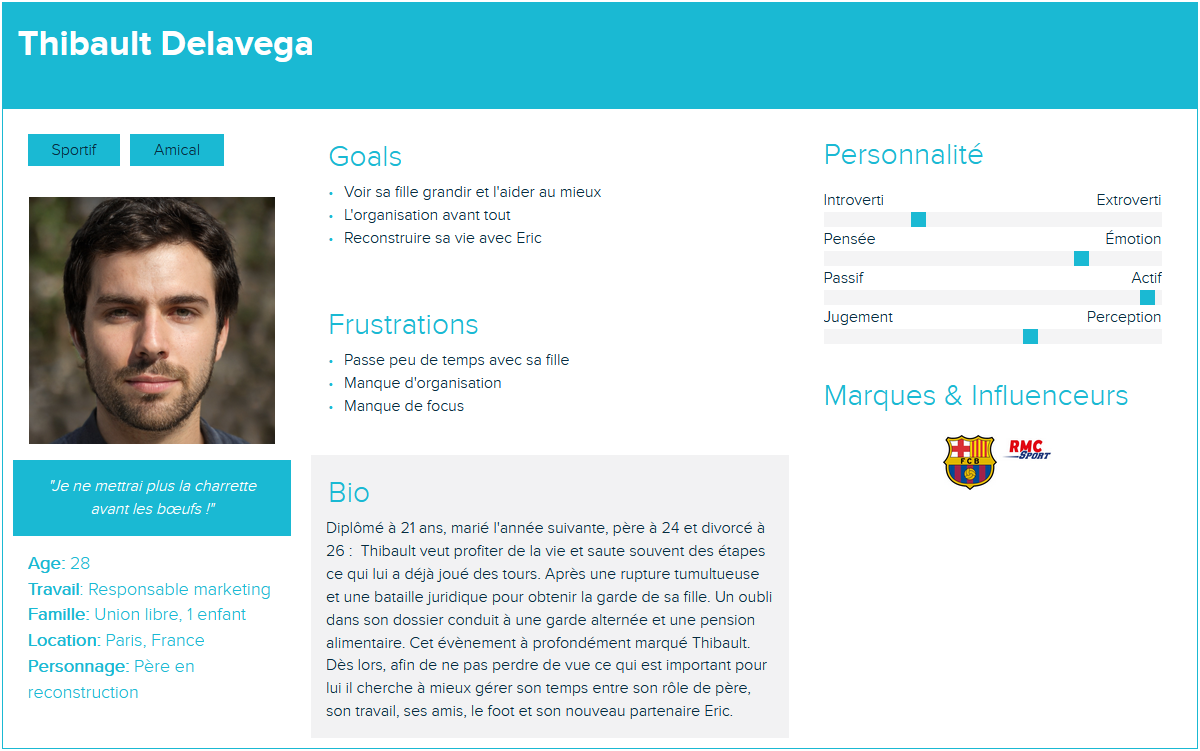 Thibault Delavega
Sportif
Amical
"Je ne mettrai plus la charrette
avant les bœufs !"
Age: 28
Travail: Responsable marketing
Famille: Union libre, 1 enfant
Location: Paris, France
Personnage: Père en
reconstruction
Goals
• Voir sa fille grandir et l'aider au mieux
• L'organisation avant tout
• Reconstruire sa vie avec Eric
Frustrations
• Passe peu de temps avec sa fille
• Manque d'organisation
• Manque de focus
Bio
Diplômé à 21 ans, marié l'année suivante, père à 24 et divorcé à
26 :  Thibault veut profiter de la vie et saute souvent des étapes
ce qui lui a déjà joué des tours. Après une rupture tumultueuse
et une bataille juridique pour obtenir la garde de sa fille. Un oubli
dans son dossier conduit à une garde alternée et une pension
alimentaire. Cet évènement à profondément marqué Thibault.
Dès lors, afin de ne pas perdre de vue ce qui est important pour
lui il cherche à mieux gérer son temps entre son rôle de père,
son travail, ses amis, le foot et son nouveau partenaire Eric.
Personnalité
Introverti Extroverti
Pensée Émotion
Passif Actif
Jugement Perception
Marques & Influenceurs
FCB
RMC
SPORT